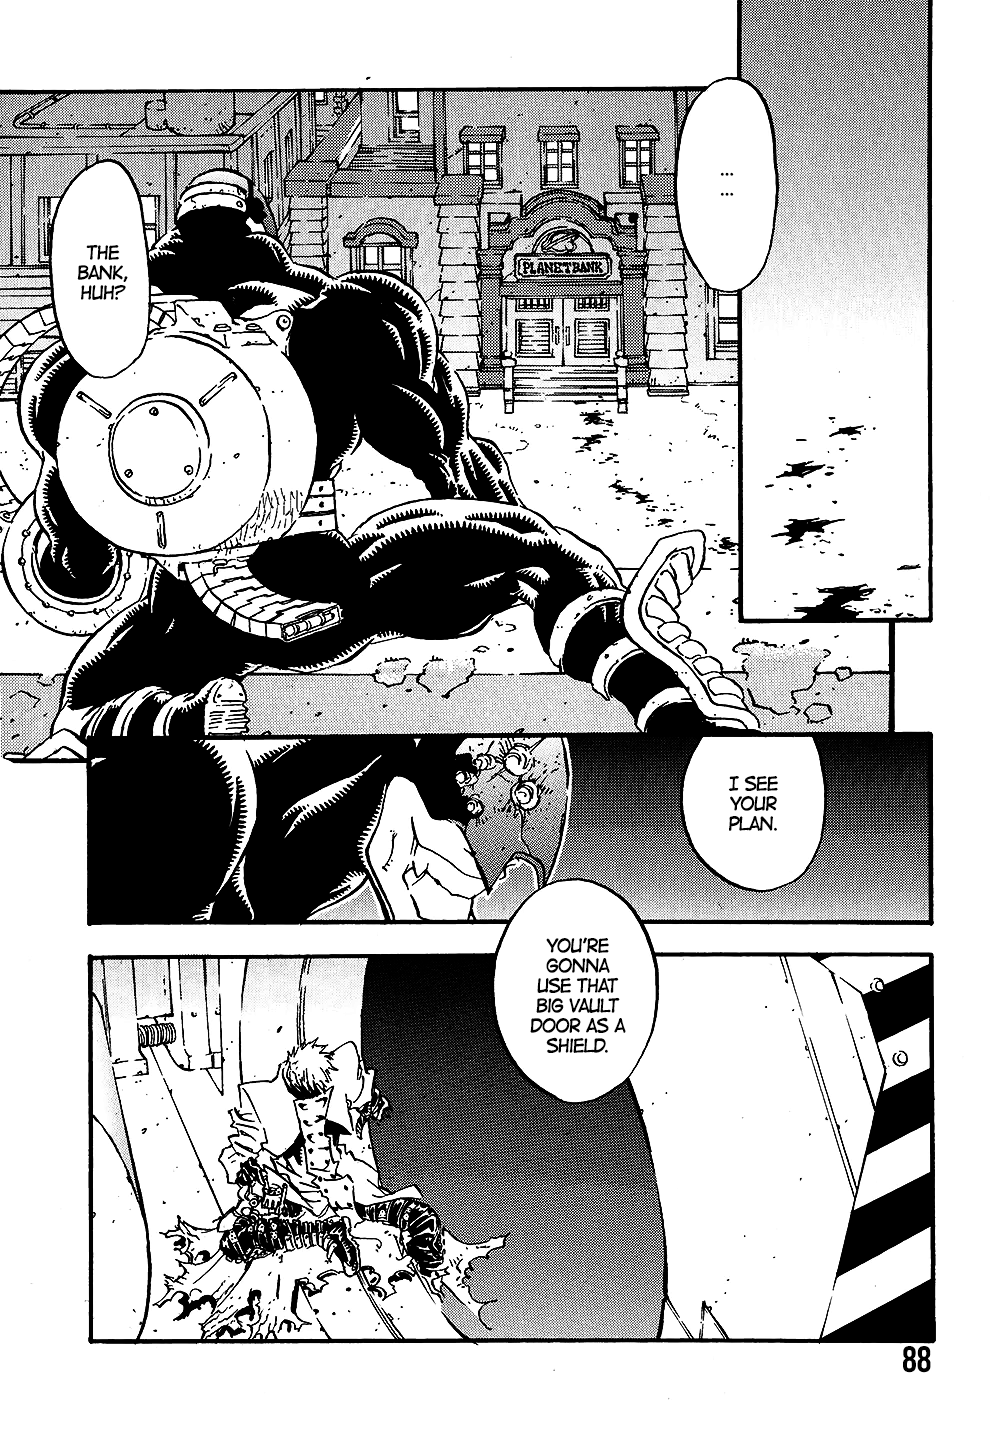 ...
...
THE
BANK,
HUH?
PLANET BANK
I SEE
YOUR
PLAN.
YOU'RE
GONNA
USE THAT
BIG VAULT
DOOR AS A
SHIELD.
88